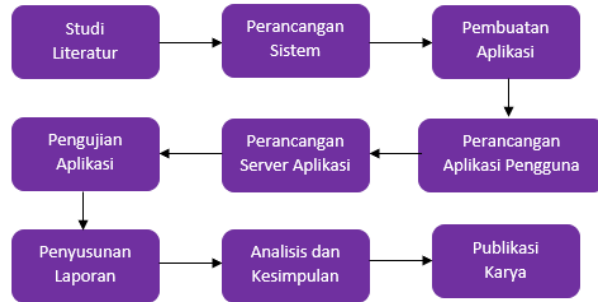 Studi
Literatur
Perancangan
Sistem
Pembuatan
Aplikasi
Perancangan
Aplikasi Pengguna
Perancangan
Server Aplikasi
Pengujian
Aplikasi
Penyusunan
Laporan
Analisis dan
Kesimpulan
Publikasi
Karya